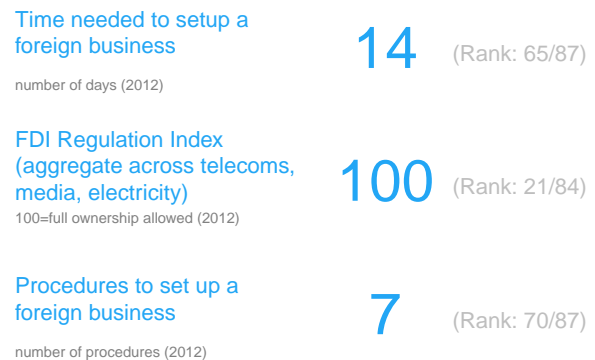 Time needed to setup a
foreign business
14 (Rank: 65/87)
number of days (2012)
FDI Regulation Index
(aggregate across telecoms,
media, electricity)
100 (Rank: 21/84)
100=full ownership allowed (2012)
Procedures to set up a
foreign business
7 (Rank: 70/87)
number of procedures (2012)